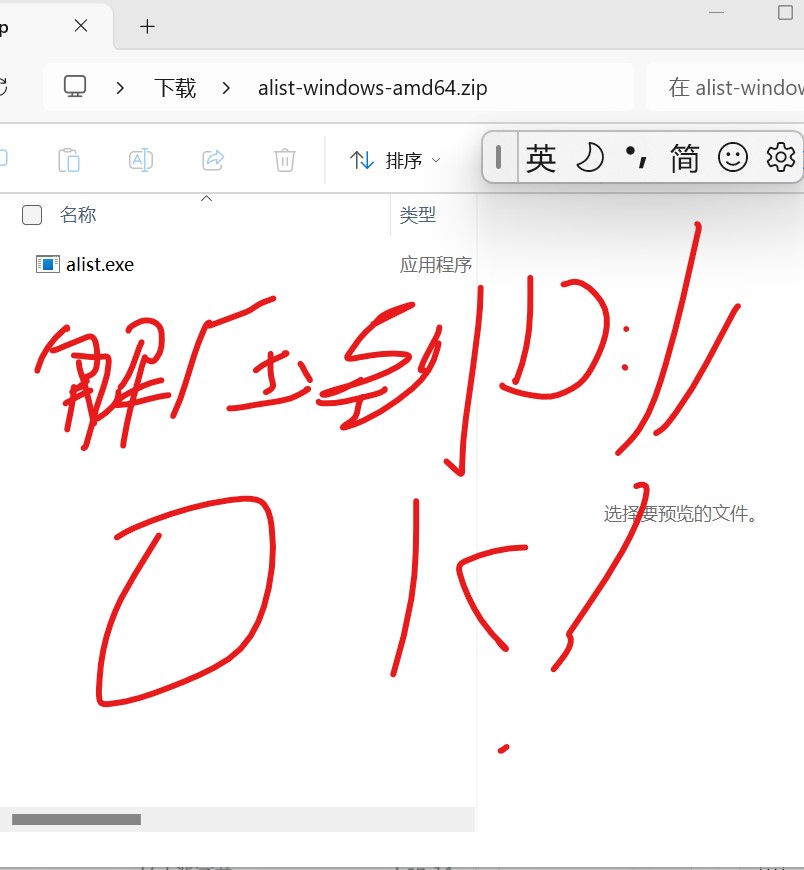 p
下载 alist-windows-amd64.zip 在 alist-window
排序
英 简
名称 类型
alist.exe 应用程序
解压到D://
选择要预览的文件。